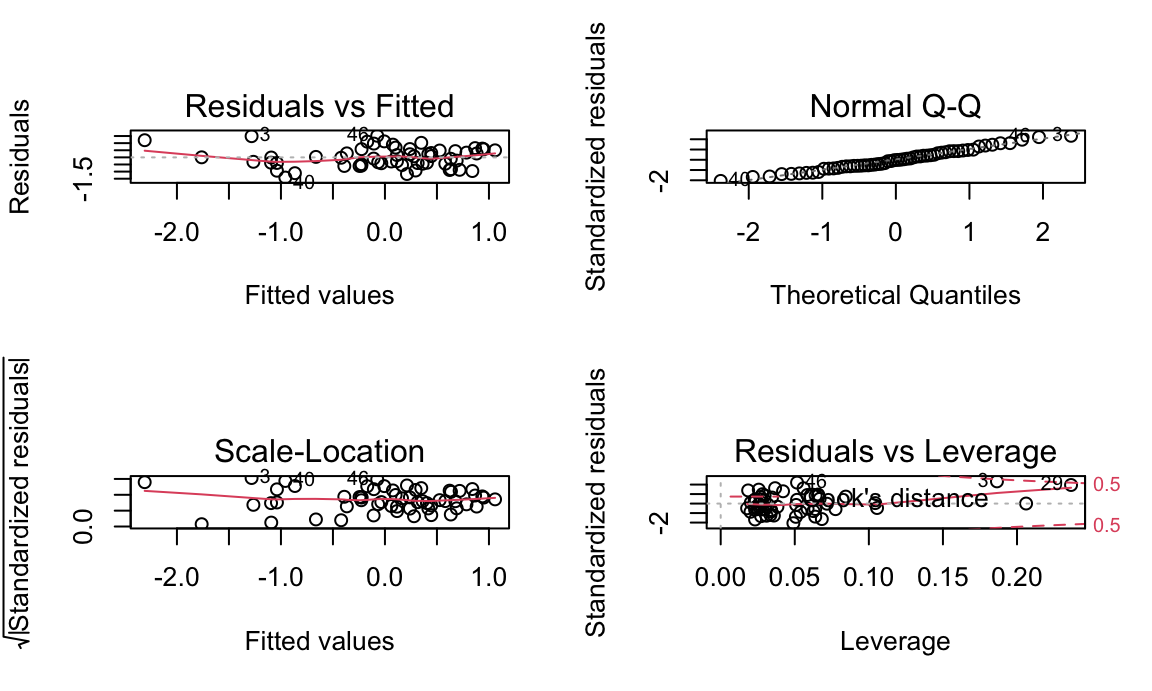 Residuals vs Fitted
Residuals
-1.5
3
46
40
-2.0 -1.0 0.0 1.0
Fitted values
Normal Q-Q
Standardized residuals
-2
40
46
3
-2 -1 0 1 2
Theoretical Quantiles
Scale-Location
√|Standardized residuals|
0.0
3
40
46
-2.0 -1.0 0.0 1.0
Fitted values
Residuals vs Leverage
Standardized residuals
-2
46
3
29
ok's distance
0.5
0.5
0.00 0.05 0.10 0.15 0.20
Leverage